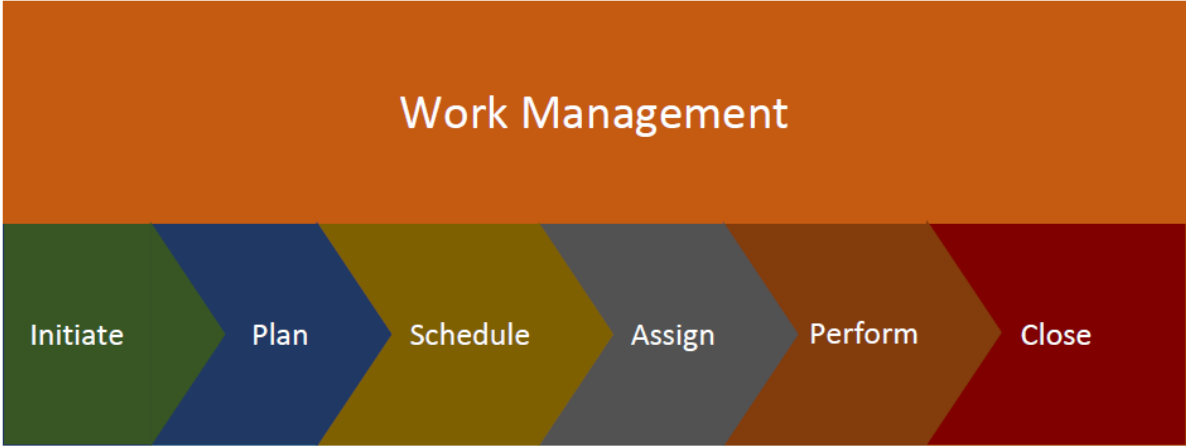 Work Management
Initiate Plan Schedule Assign Perform Close